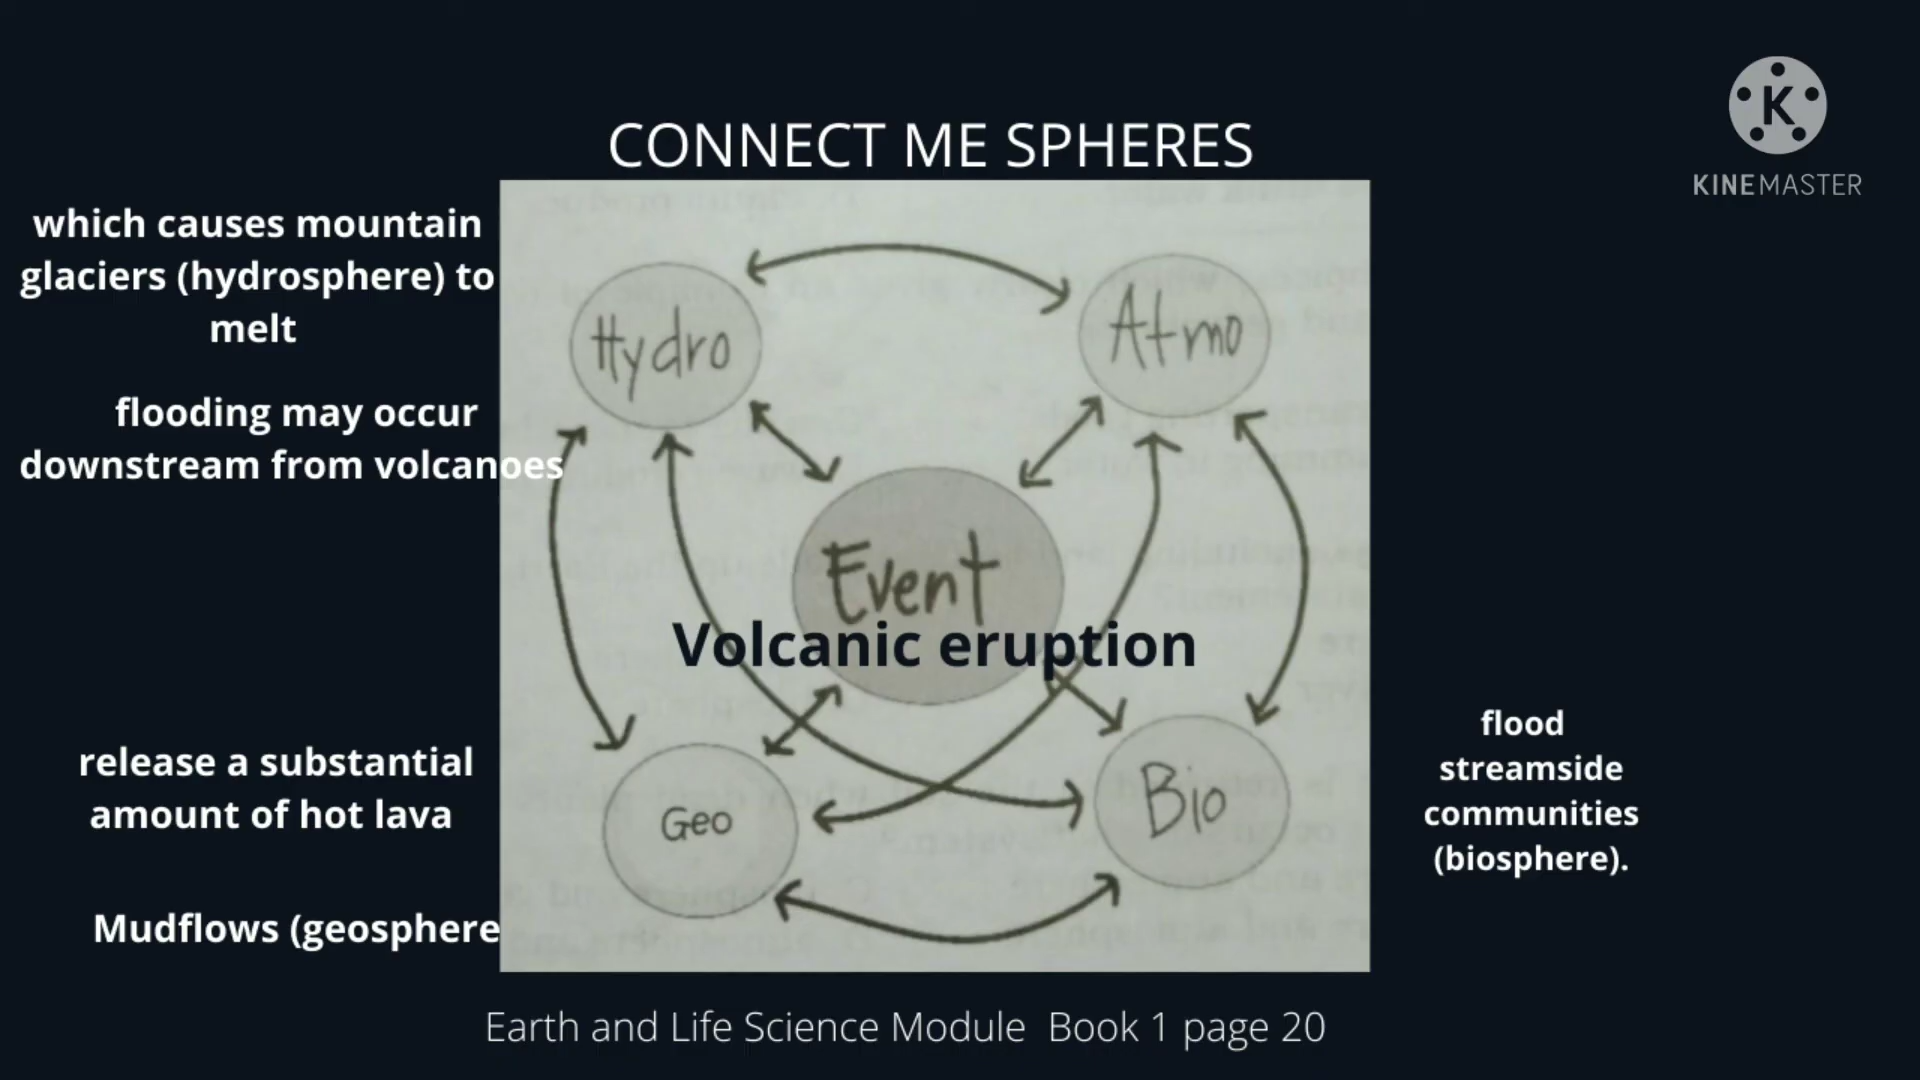 K
KINEMASTER
CONNECT ME SPHERES
which causes mountain
glaciers (hydrosphere) to
melt
flooding may occur
downstream from volcanoes
Hydro
Atmo
Event
Volcanic eruption
release a substantial
amount of hot lava
Geo
Bio
flood
streamside
communities
(biosphere).
Mudflows (geosphere
Earth and Life Science Module Book 1 page 20